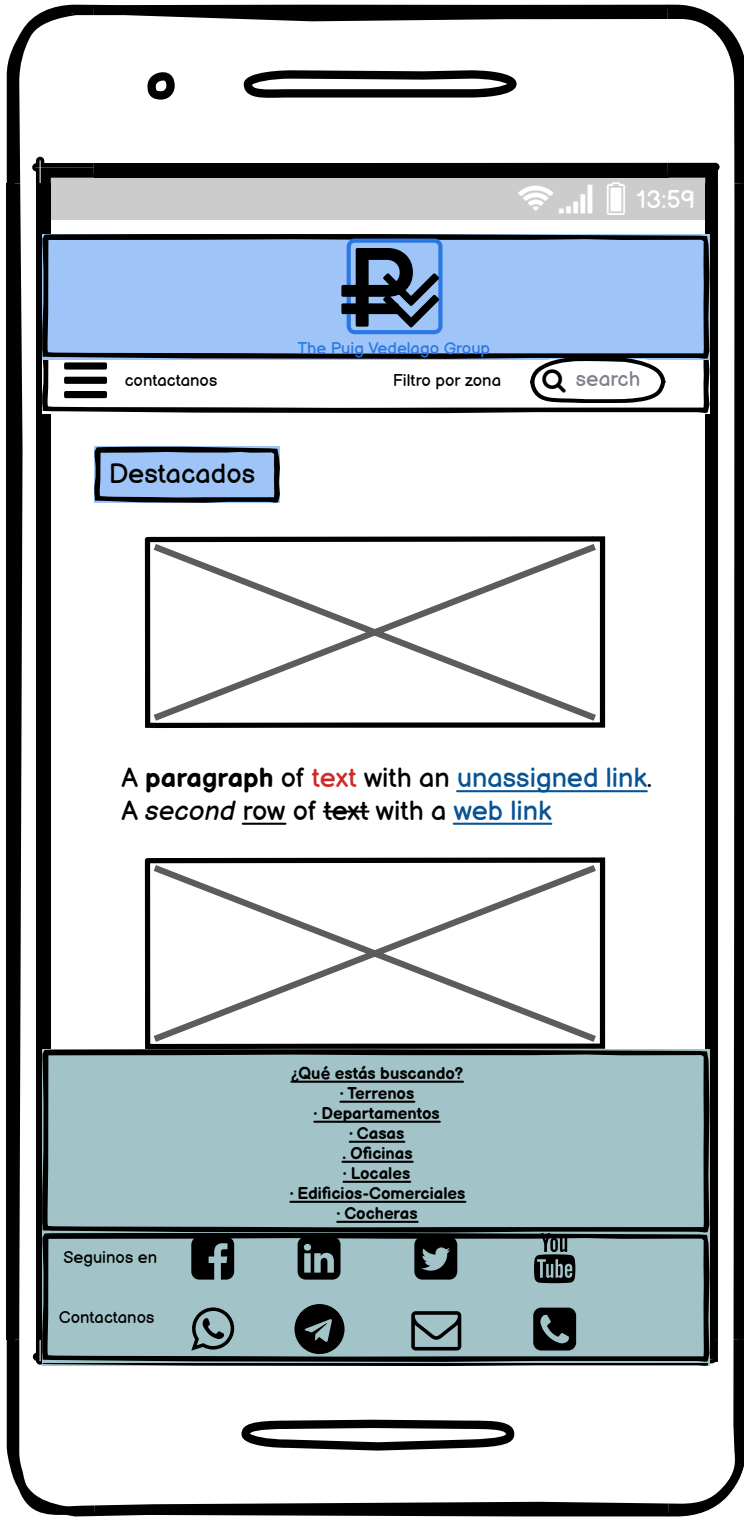 13:59
The Puig Vedelago Group
contactanos Filtro por zona search
Destacados
A paragraph of text with an unassigned link.
A second row of text with a web link
¿Qué estás buscando?
· Terrenos
· Departamentos
· Casas
. Oficinas
· Locales
· Edificios-Comerciales
· Cocheras
Seguinos en
You
Tube
Contactanos